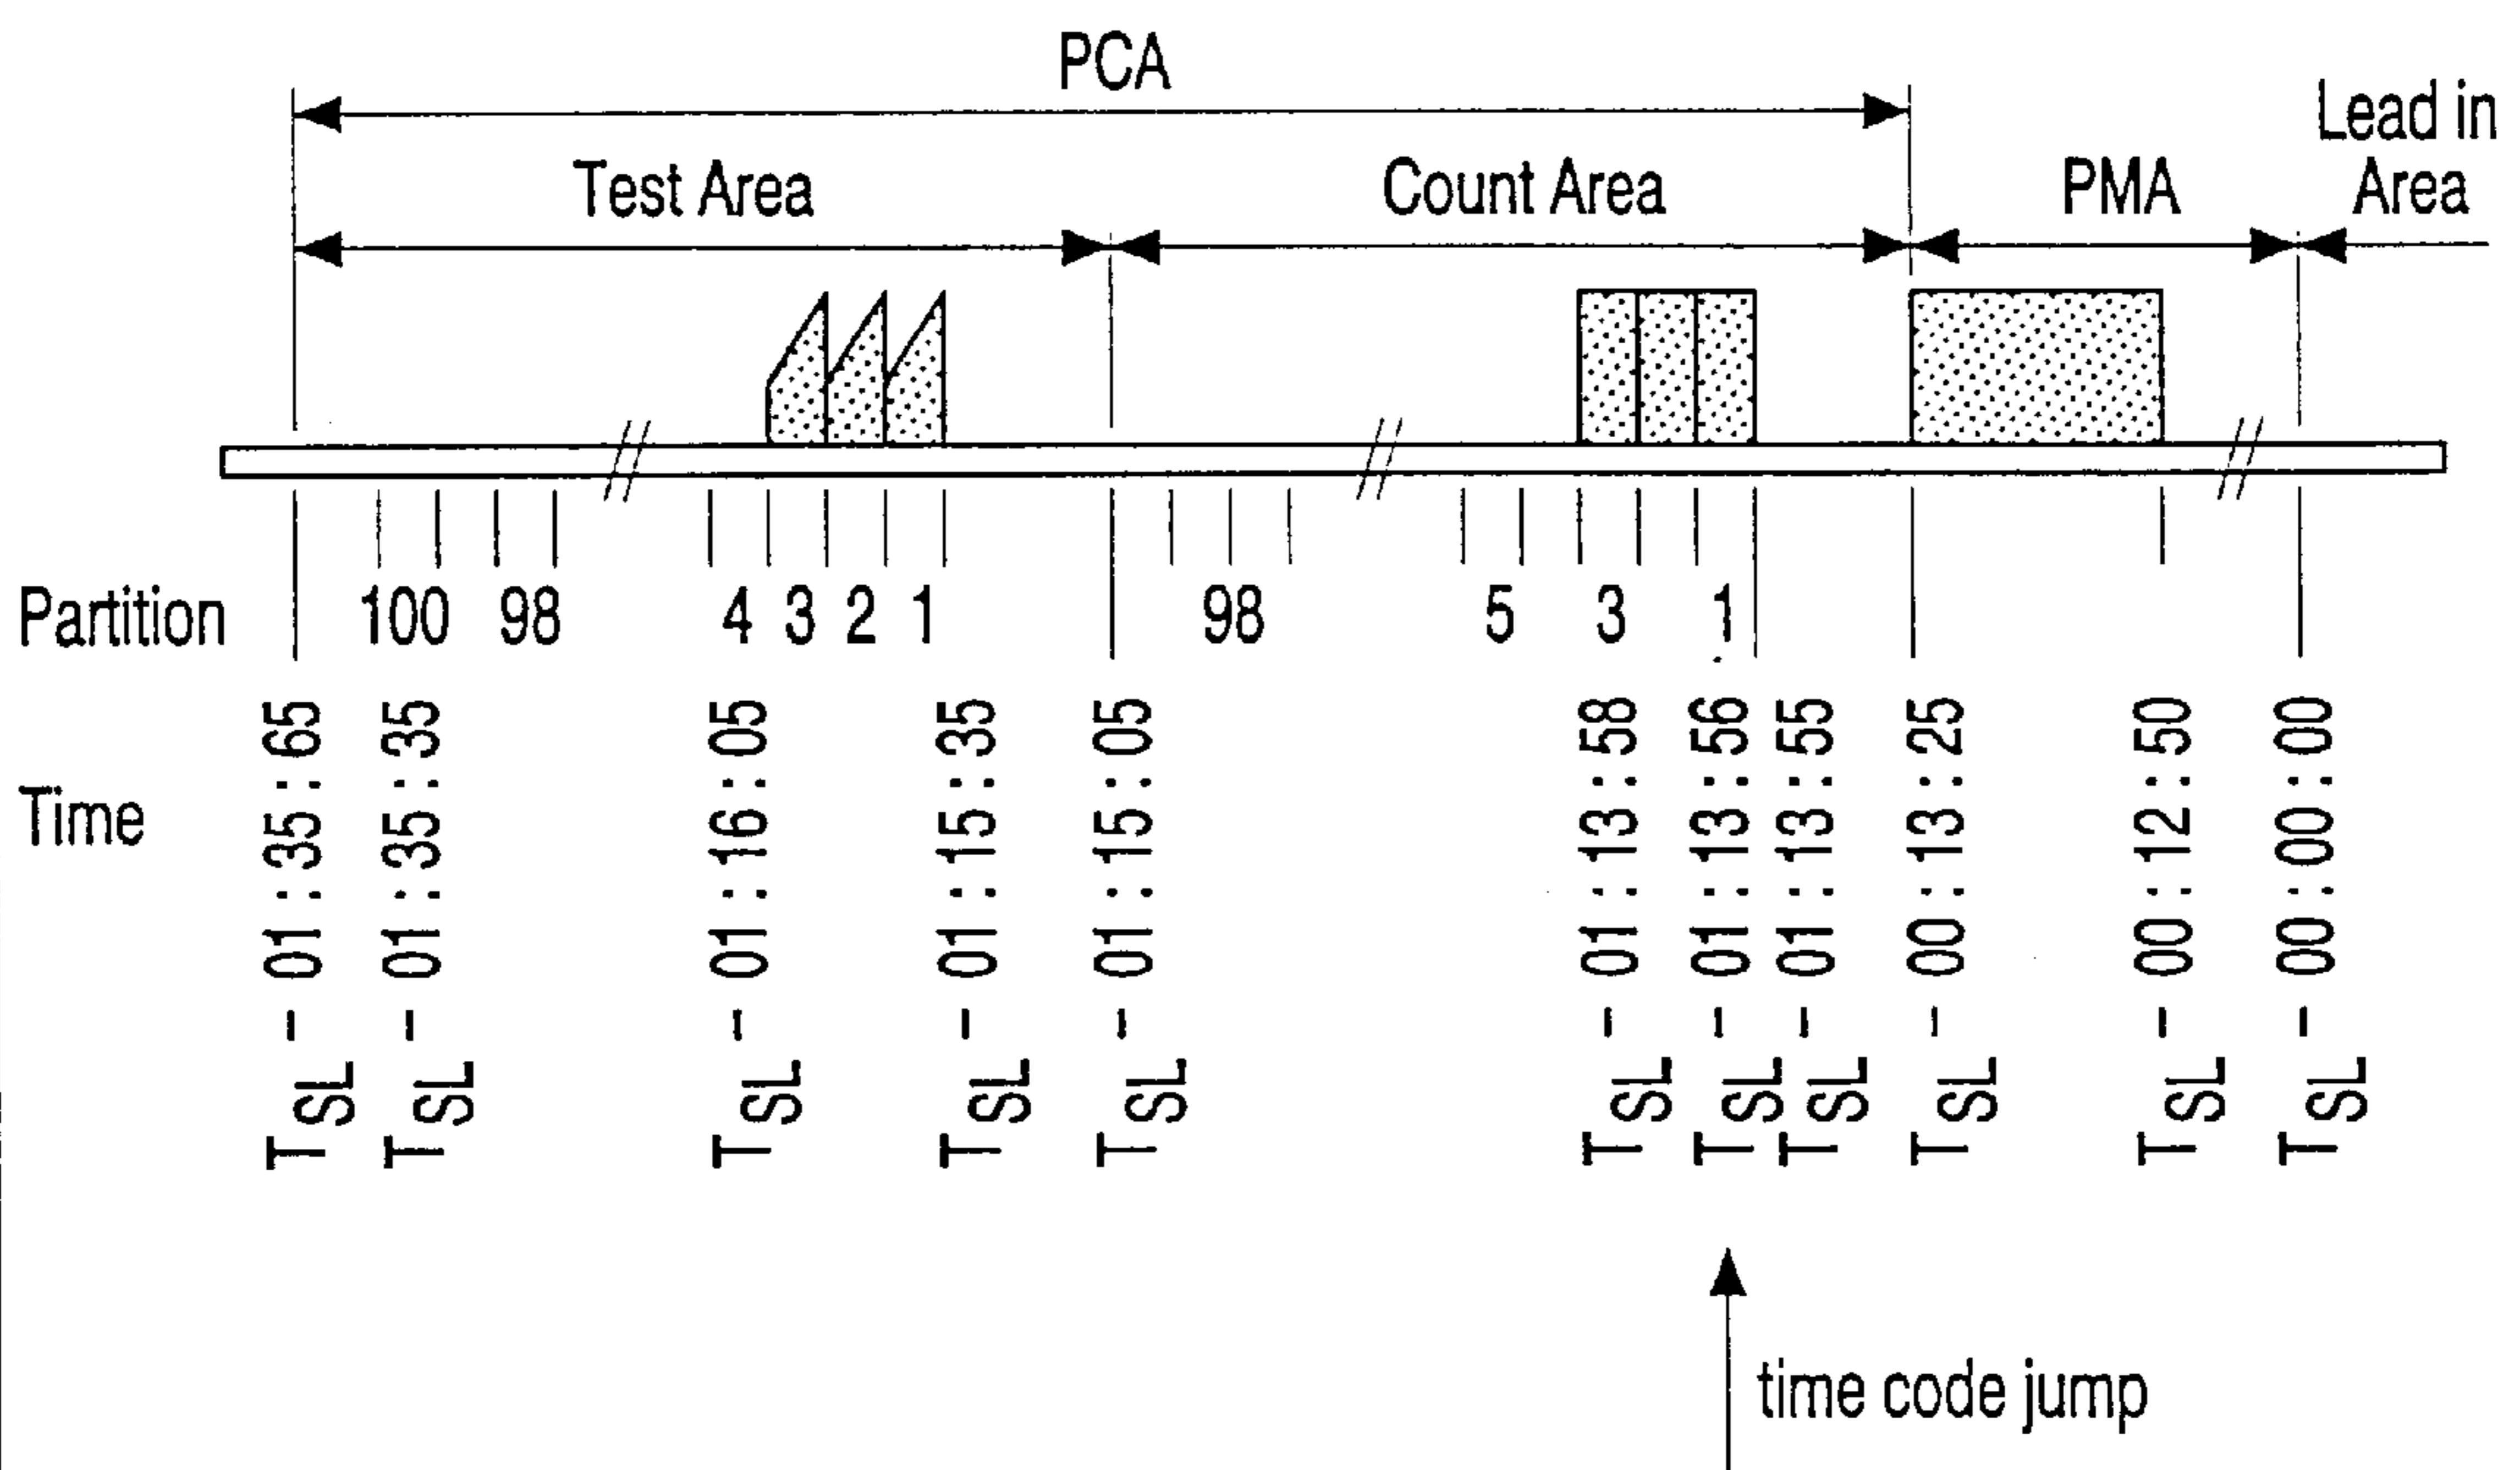 PCA
Lead in
Area
Test Area
Count Area
PMA
Partition
100
98
4
3
2
1
98
5
3
1
Time
TSL - 01:35:65
TSL - 01:35:35
TSL - 01:16:05
TSL - 01:15:35
TSL - 01:15:05
TSL - 01:13:58
TSL - 01:13:56
TSL - 01:13:55
TSL - 00:13:25
TSL - 00:12:50
TSL - 00:00:00
time code jump